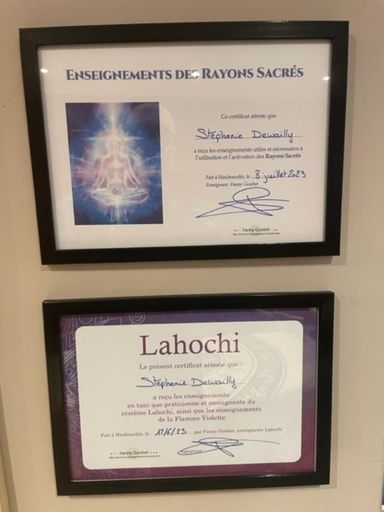 ENSEIGNEMENTS DES RAYONS SACRÉS
Ce certificat atteste que
Stéphanie Dewailly
a reçu les enseignements utiles et nécessaires à
l'utilisation et l'activation des Rayons Sacrés
Fait à Haubourdin, le 8 juillet 2023
Enseignant: Fanny Goubet
Fanny Goubet
Lahochi
Le présent certificat atteste que
Stéphanie Dewailly
a reçu les enseignements
en tant que praticienne et enseignante du
système Lahochi, ainsi que les enseignements
de la Flamme Violette
Fait à Haubourdin, le 17/6/23 par Fanny Goubet, enseignante Lahochi
Fanny Goubet